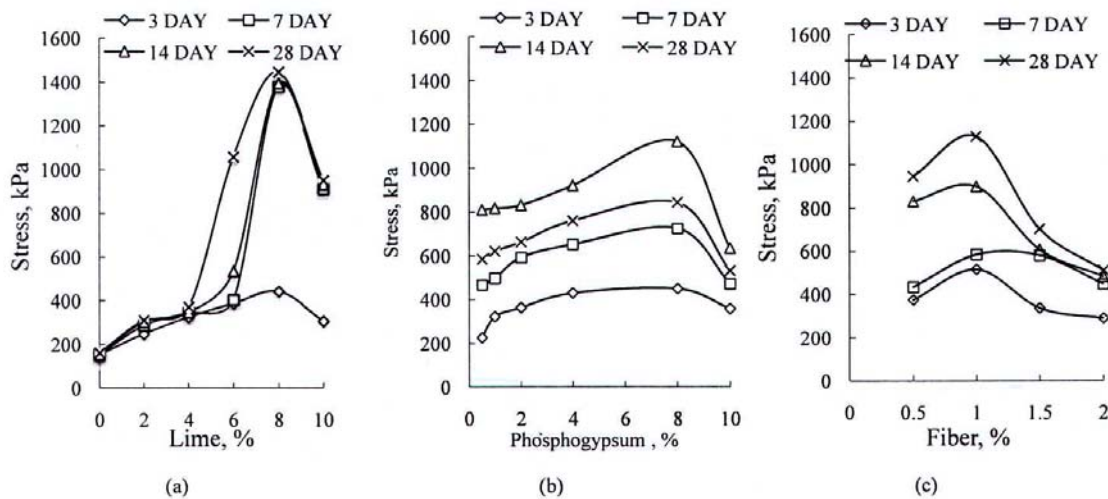 3 DAY 7 DAY
14 DAY 28 DAY
1600
1400
1200
1000
800
600
400
200
0
Stress, kPa
0 2 4 6 8 10
Lime, %
(a)
3 DAY 7 DAY
14 DAY 28 DAY
1600
1400
1200
1000
800
600
400
200
0
Stress, kPa
0 2 4 6 8 10
Phosphogypsum , %
(b)
3 DAY 7 DAY
14 DAY 28 DAY
1600
1400
1200
1000
800
600
400
200
0
Stress, kPa
0 0.5 1 1.5 2
Fiber, %
(c)